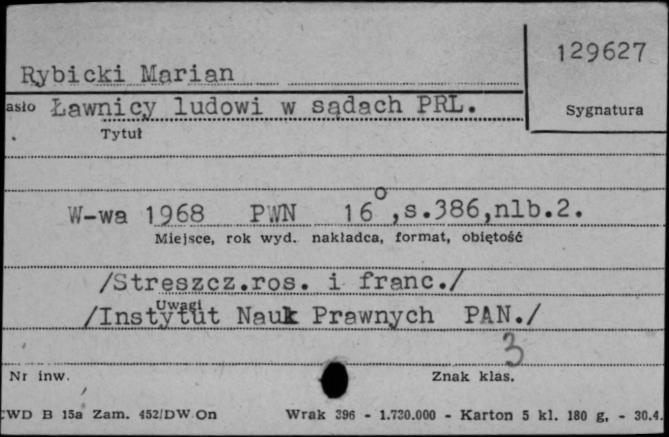 129627
Rybicki Marian
asło Ławnicy ludowi w sądach PRL.
Sygnatura
Tytuł
W-wa 1968 PWN 16°,s.386,nlb.2.
Miejsce, rok wyd. nakładca, format, objętość
/Streszcz.ros. i franc./
Uwagi
/Instytut Nauk Prawnych PAN./
3
Nr inw.
Znak klas.
CWD B 15a Zam. 452/DW On Wrak 396 - 1.720.000 - Karton 5 kl. 180 g, - 30.4.